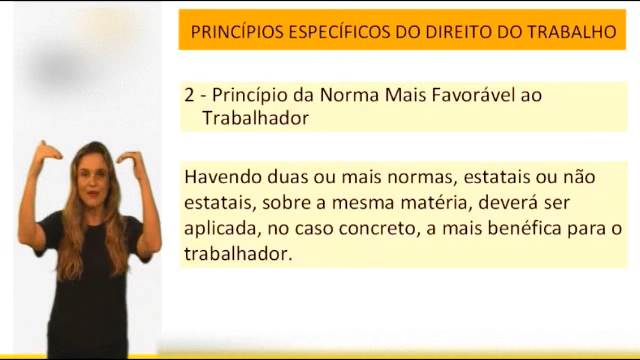 PRINCÍPIOS ESPECÍFICOS DO DIREITO DO TRABALHO
2 - Princípio da Norma Mais Favorável ao
Trabalhador
Havendo duas ou mais normas, estatais ou não
estatais, sobre a mesma matéria, deverá ser
aplicada, no caso concreto, a mais benéfica para o
trabalhador.